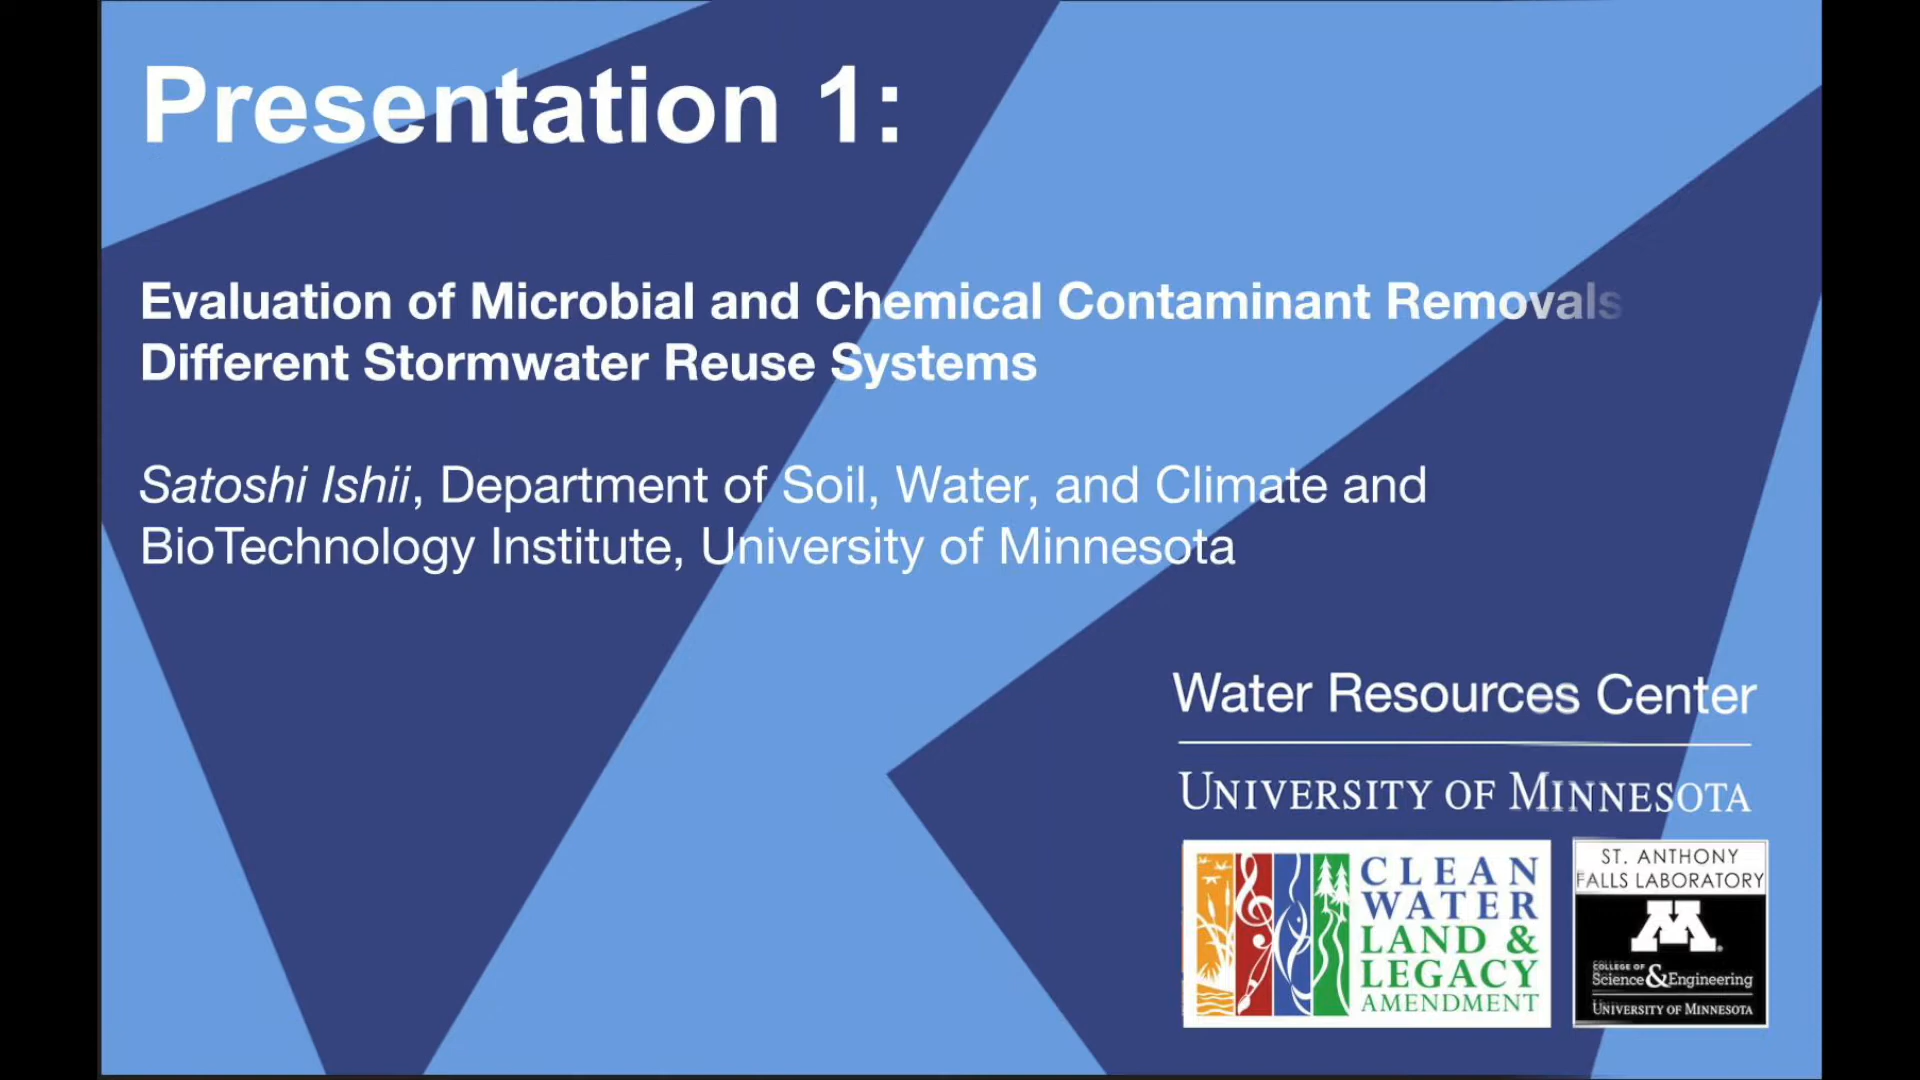 Presentation 1:
Evaluation of Microbial and Chemical Contaminant Removals
Different Stormwater Reuse Systems
Satoshi Ishii, Department of Soil, Water, and Climate and
BioTechnology Institute, University of Minnesota
Water Resources Center
UNIVERSITY OF MINNESOTA
CLEAN
WATER
LAND &
LEGACY
AMENDMENT
ST. ANTHONY
FALLS LABORATORY
M
COLLEGE OF
Science & Engineering
UNIVERSITY OF MINNESOTA